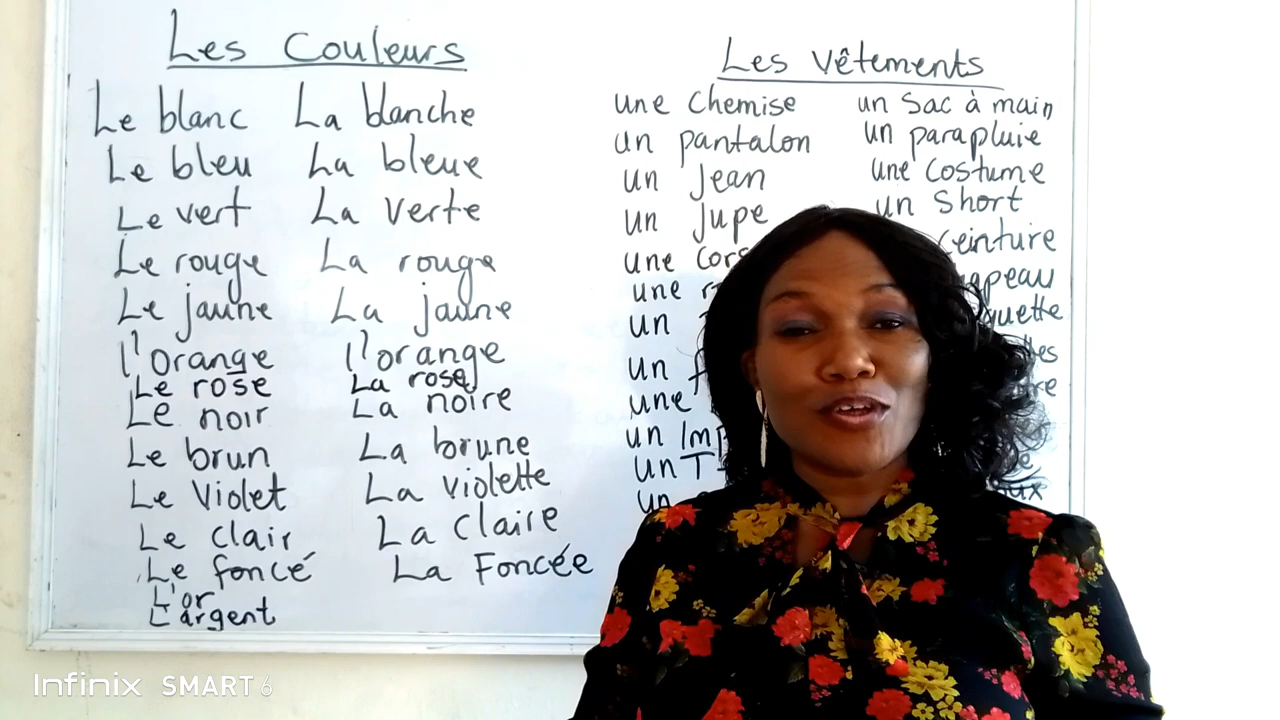 Les Couleurs
Le blanc La blanche
Le bleu La bleue
Le vert La verte
Le rouge La rouge
Le jaune La jaune
l'orange l'orange
Le rose La rose
Le noir La noire
Le brun La brune
Le Violet La violette
Le clair La Claire
Le foncé La Foncée
L'or
L'argent
Les Vêtements
une Chemise un Sac à main
un pantalon un parapluie
un Jean une Costume
un Jupe un Short
une ceinture
une
un
un
une
un
un
un
Infinix SMART 6